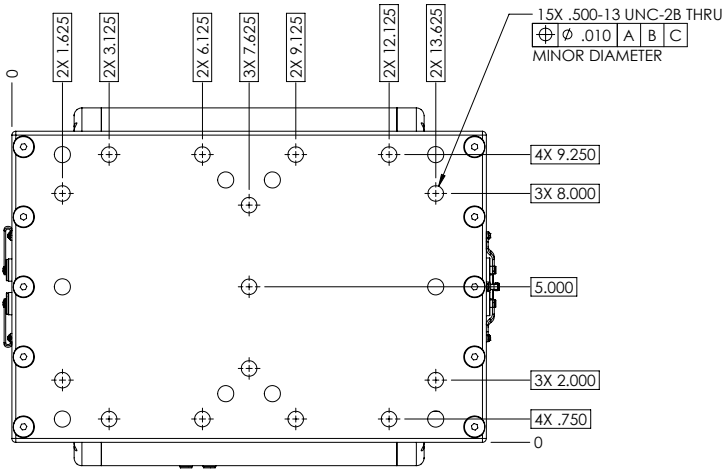 15X .500-13 UNC-2B THRU
⌖ ⌀ .010 A B C
MINOR DIAMETER
0
2X 1.625
2X 3.125
2X 6.125
3X 7.625
2X 9.125
2X 12.125
2X 13.625
4X 9.250
3X 8.000
5.000
3X 2.000
4X .750
0